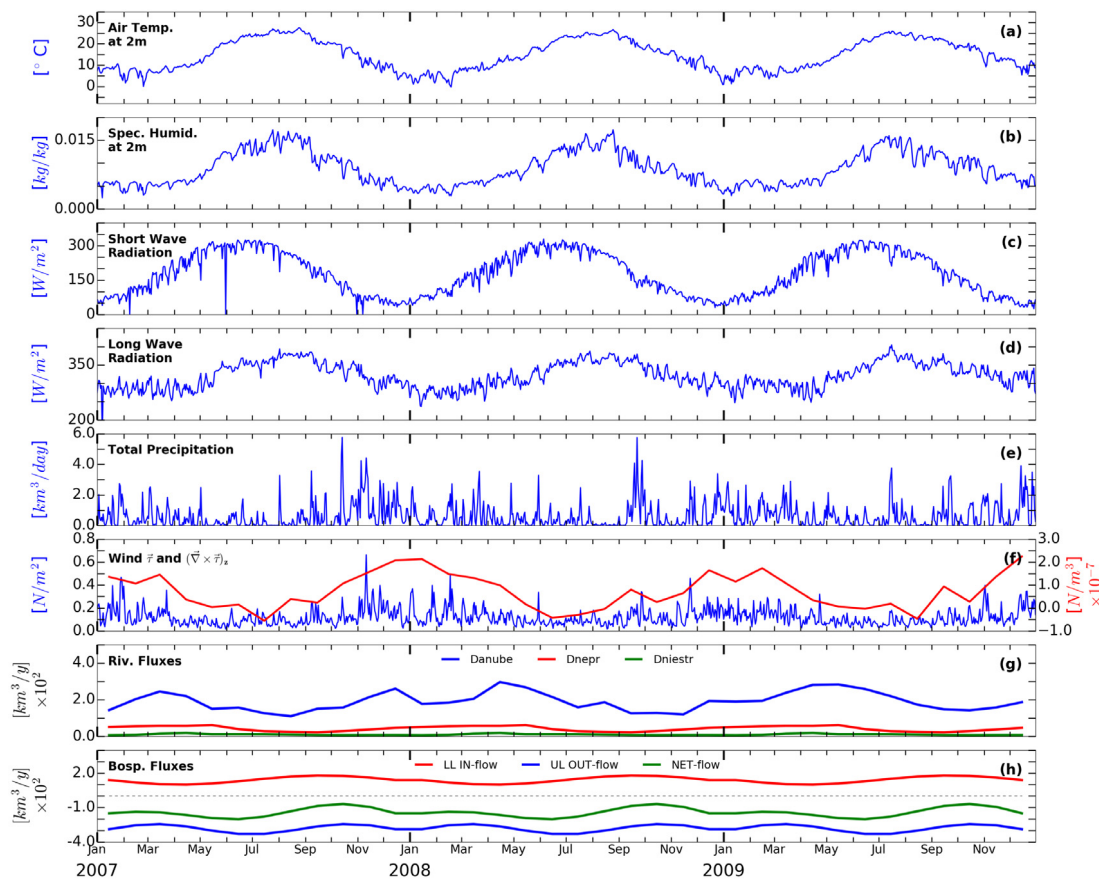 30
20
10
0
[° C]
Air Temp.
at 2m
(a)
0.015
0.000
[kg/kg]
Spec. Humid.
at 2m
(b)
300
150
0
[W/m²]
Short Wave
Radiation
(c)
350
200
[W/m²]
Long Wave
Radiation
(d)
6.0
4.0
2.0
0.0
[km³/day]
Total Precipitation
(e)
0.8
0.6
0.4
0.2
0.0
[N/m²]
Wind τ⃗ and (∇⃗ × τ⃗)z
(f)
3.0
2.0
1.0
0.0
−1.0
[N/m³]
×10⁻⁷
4.0
2.0
0.0
[km³/y]
×10²
Riv. Fluxes
Danube Dnepr Dniestr
(g)
2.0
-1.0
-4.0
[km³/y]
×10²
Bosp. Fluxes
LL IN-flow UL OUT-flow NET-flow
(h)
Jan Mar May Jul Sep Nov Jan Mar May Jul Sep Nov Jan Mar May Jul Sep Nov
2007 2008 2009